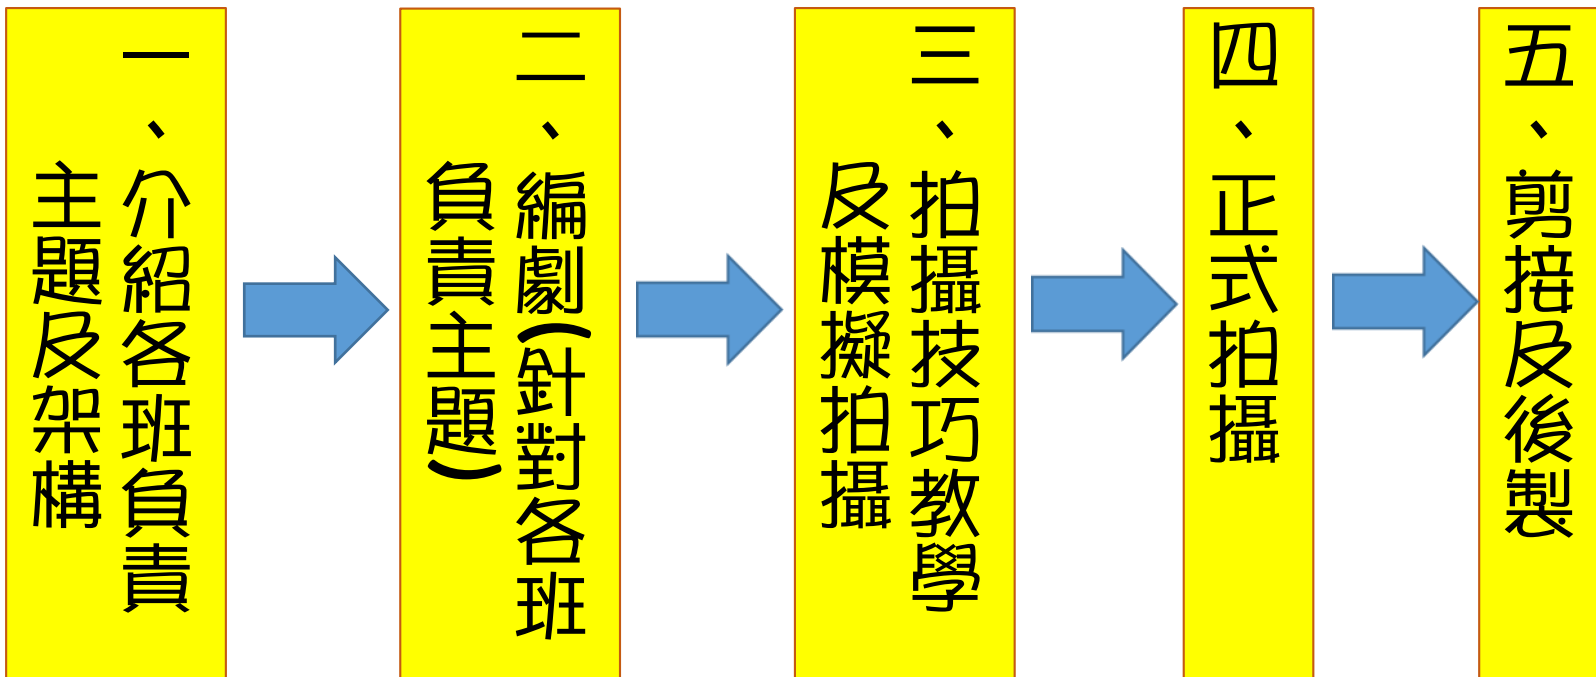 一、介紹各班負責
主題及架構
二、編劇(針對各班
負責主題)
三、拍攝技巧教學
及模擬拍攝
四、正式拍攝
五、剪接及後製